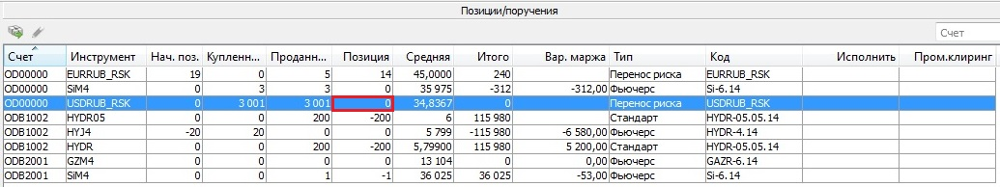 Позиции/поручения
Счет
Счет Инструмент Нач. поз. Купленн... Проданн... Позиция Средняя Итого Вар. маржа Тип Код Исполнить Пром.клиринг
OD00000 EURRUB_RSK 19 0 5 14 45,0000 240 Перенос риска EURRUB_RSK
OD00000 SiM4 0 3 3 0 35 975 -312 -312,00 Фьючерс Si-6.14
OD00000 USDRUB_RSK 0 3 001 3 001 0 34,8367 0 Перенос риска USDRUB_RSK
ODB1002 HYDR05 0 0 200 -200 6 115 980 Стандарт HYDR-05.05.14
ODB1002 HYJ4 -20 20 0 0 5 799 -115 980 -6 580,00 Фьючерс HYDR-4.14
ODB1002 HYDR 0 0 200 -200 5,79900 115 980 5 200,00 Стандарт HYDR-05.05.14
ODB2001 GZM4 0 0 0 0 13 104 0 0,00 Фьючерс GAZR-6.14
ODB2001 SiM4 0 0 1 -1 36 025 36 025 -53,00 Фьючерс Si-6.14